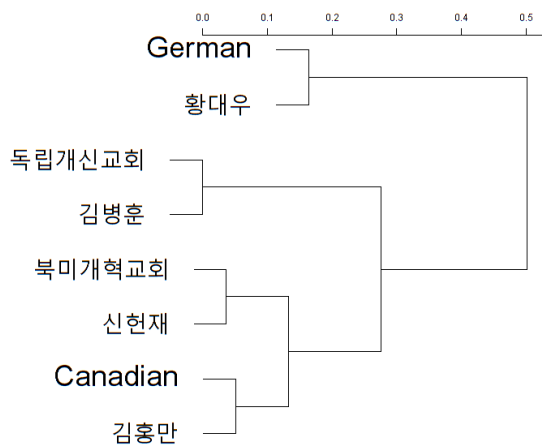 0.0 0.1 0.2 0.3 0.4 0.5
German
황대우
독립개신교회
김병훈
북미개혁교회
신헌재
Canadian
김홍만